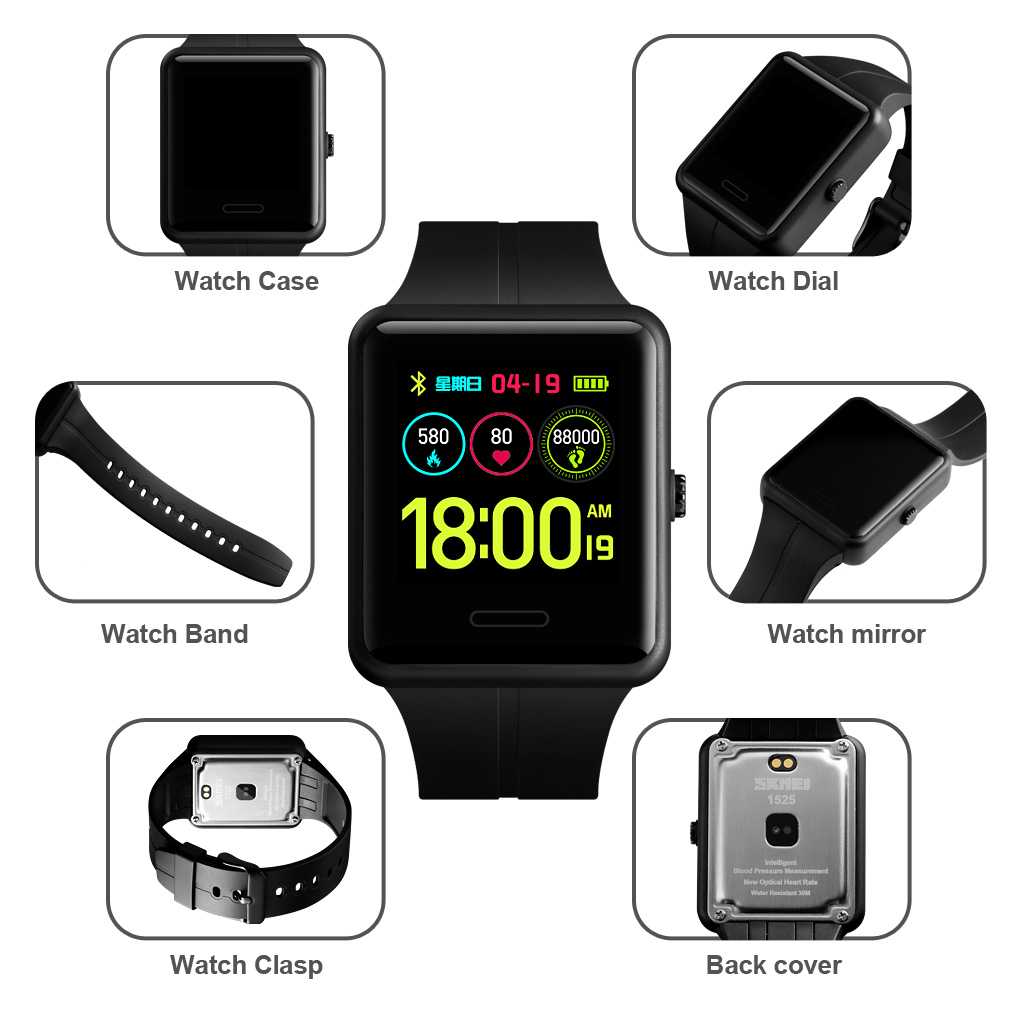 Watch Case
Watch Dial
星期日 04-19
580
80
88000
18:00 AM
19
Watch Band
Watch mirror
SKMEI
1525
Intelligent
Blood Pressure Measurement
New Optical Heart Rate
Water Resistant 30M
Watch Clasp
Back cover